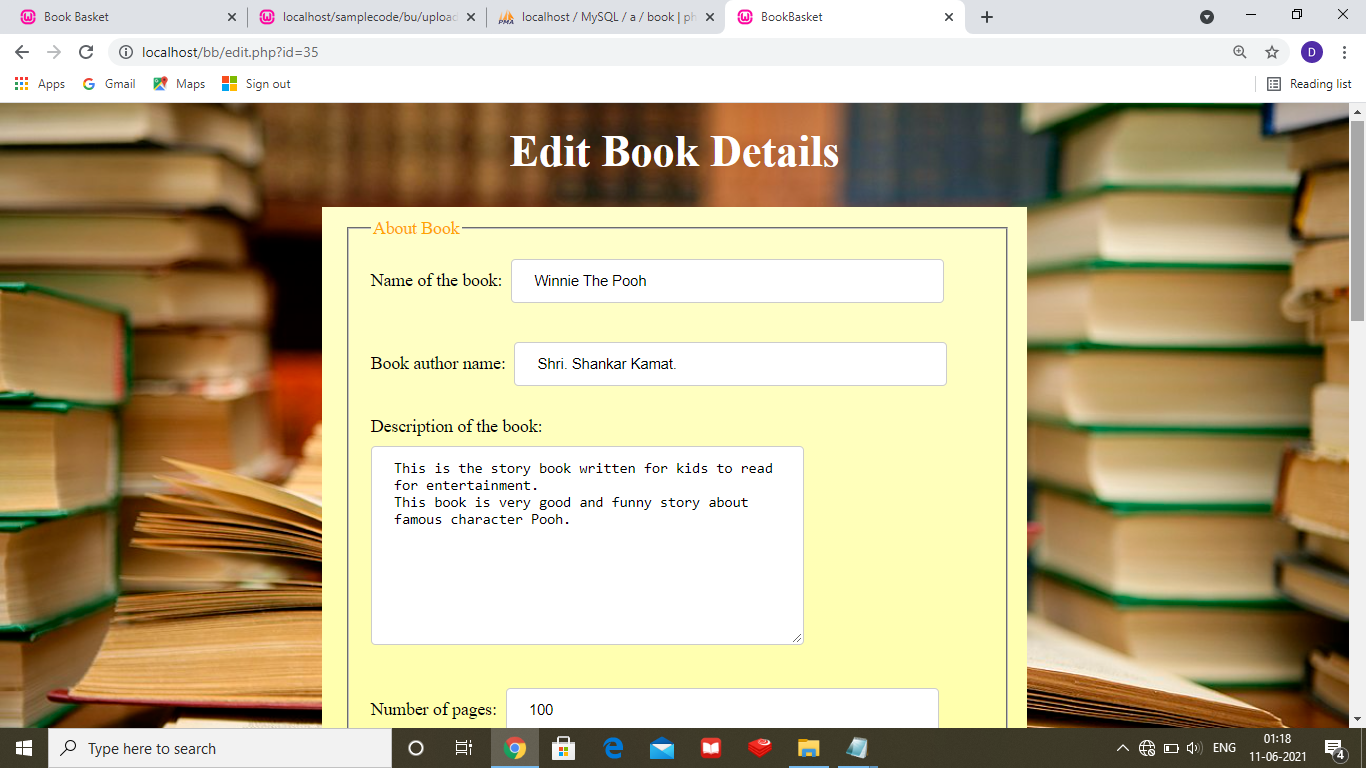 Book Basket
localhost/samplecode/bu/upload
localhost / MySQL / a / book | ph
BookBasket
localhost/bb/edit.php?id=35
D
Apps
Gmail
Maps
Sign out
Reading list
Edit Book Details
About Book
Name of the book: Winnie The Pooh
Book author name: Shri. Shankar Kamat.
Description of the book:
This is the story book written for kids to read
for entertainment.
This book is very good and funny story about
famous character Pooh.
Number of pages: 100
Type here to search
ENG
01:18
11-06-2021
4